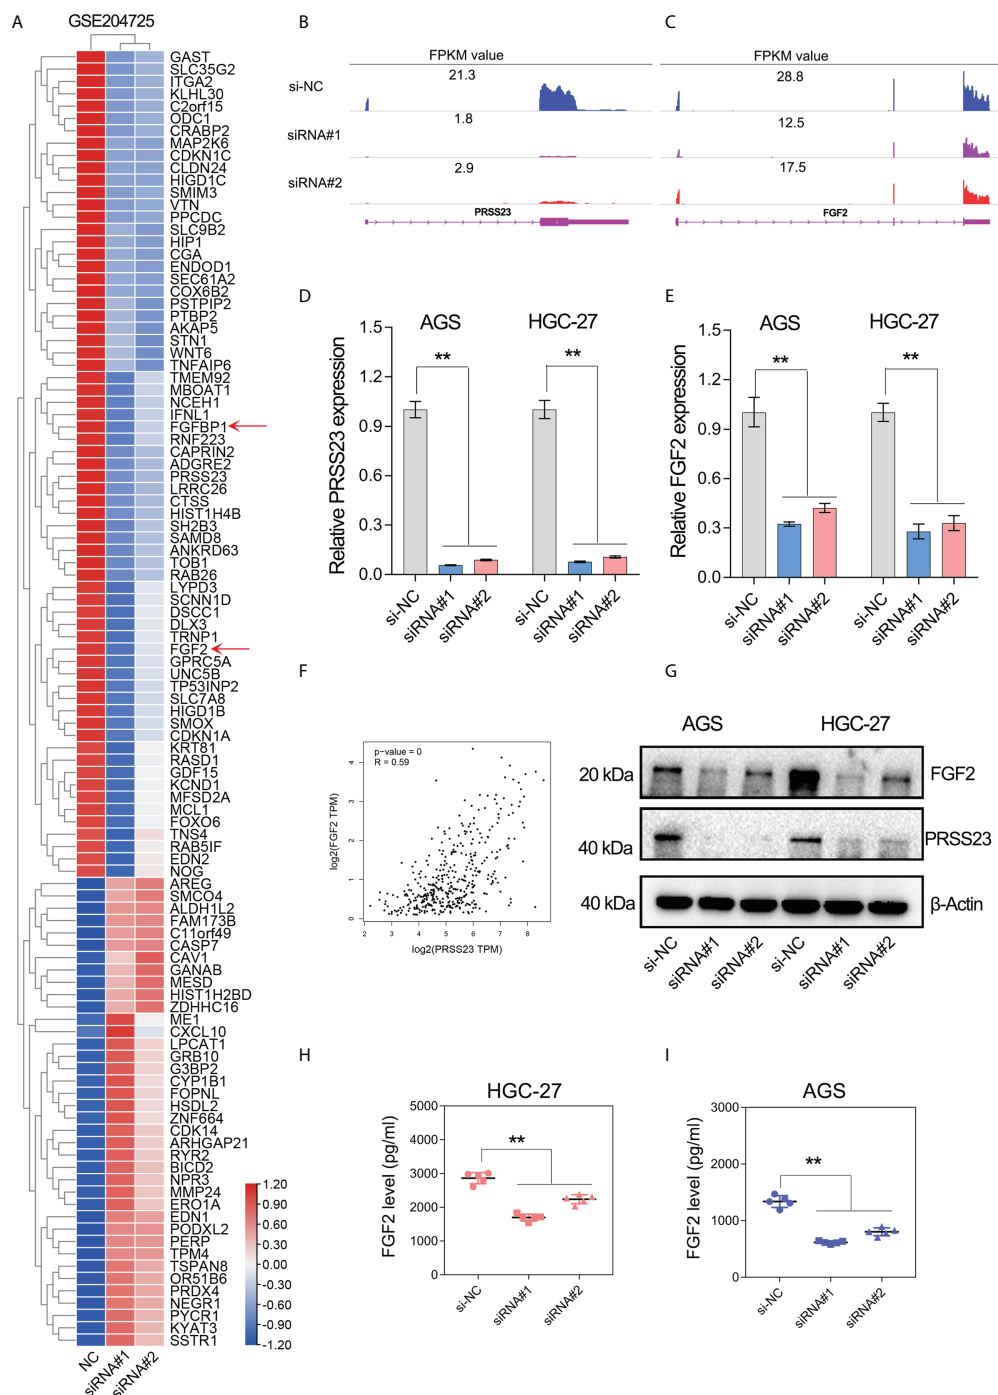 A
GSE204725
GAST
SLC35G2
ITGA2
KLHL30
C2orf15
ODC1
CRABP2
MAP2K6
CDKN1C
CLDN24
HIGD1C
SMIM3
VTN
PPCDC
SLC9B2
HIP1
CGA
ENDOD1
SEC61A2
COX6B2
PSTPIP2
PTBP2
AKAP5
STN1
WNT6
TNFAIP6
TMEM92
MBOAT1
NCEH1
IFNL1
FGFBP1
RNF223
CAPRIN2
ADGRE2
PRSS23
LRRC26
CTSS
HIST1H4B
SH2B3
SAMD8
ANKRD63
TOB1
RAB26
LYPD3
SCNN1D
DSCC1
DLX3
TRNP1
FGF2
GPRC5A
UNC5B
TP53INP2
SLC7A8
HIGD1B
SMOX
CDKN1A
KRT81
RASD1
GDF15
KCND1
MFSD2A
MCL1
FOXO6
TNS4
RAB5IF
EDN2
NOG
AREG
SMCO4
ALDH1L2
FAM173B
C11orf49
CASP7
CAV1
GANAB
MESD
HIST1H2BD
ZDHHC16
ME1
CXCL10
LPCAT1
GRB10
G3BP2
CYP1B1
FOPNL
HSDL2
ZNF664
CDK14
ARHGAP21
RYR2
BICD2
NPR3
MMP24
ERO1A
EDN1
PODXL2
PERP
TPM4
TSPAN8
OR51B6
PRDX4
NEGR1
PYCR1
KYAT3
SSTR1
NC
siRNA#1
siRNA#2
1.20
0.90
0.60
0.30
0.00
-0.30
-0.60
-0.90
-1.20
B
FPKM value
si-NC
21.3
siRNA#1
1.8
siRNA#2
2.9
PRSS23
C
FPKM value
28.8
12.5
17.5
FGF2
D
AGS
HGC-27
Relative PRSS23 expression
1.5
1.2
0.9
0.6
0.3
0.0
**
**
si-NC
siRNA#1
siRNA#2
si-NC
siRNA#1
siRNA#2
E
AGS
HGC-27
Relative FGF2 expression
1.5
1.2
0.9
0.6
0.3
0.0
**
**
si-NC
siRNA#1
siRNA#2
si-NC
siRNA#1
siRNA#2
F
p-value = 0
R = 0.59
log2(FGF2 TPM)
4
3
2
1
0
2
3
4
5
6
7
8
log2(PRSS23 TPM)
G
AGS
HGC-27
20 kDa
FGF2
40 kDa
PRSS23
40 kDa
β-Actin
si-NC
siRNA#1
siRNA#2
si-NC
siRNA#1
siRNA#2
H
HGC-27
FGF2 level (pg/ml)
5000
4000
3000
2000
1000
0
**
si-NC
siRNA#1
siRNA#2
I
AGS
FGF2 level (pg/ml)
3000
2000
1000
0
**
si-NC
siRNA#1
siRNA#2